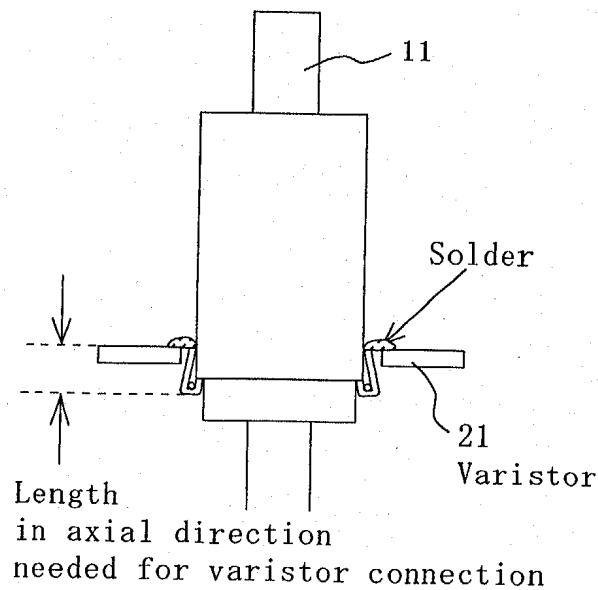 11
Solder
21
Varistor
Length
in axial direction
needed for varistor connection